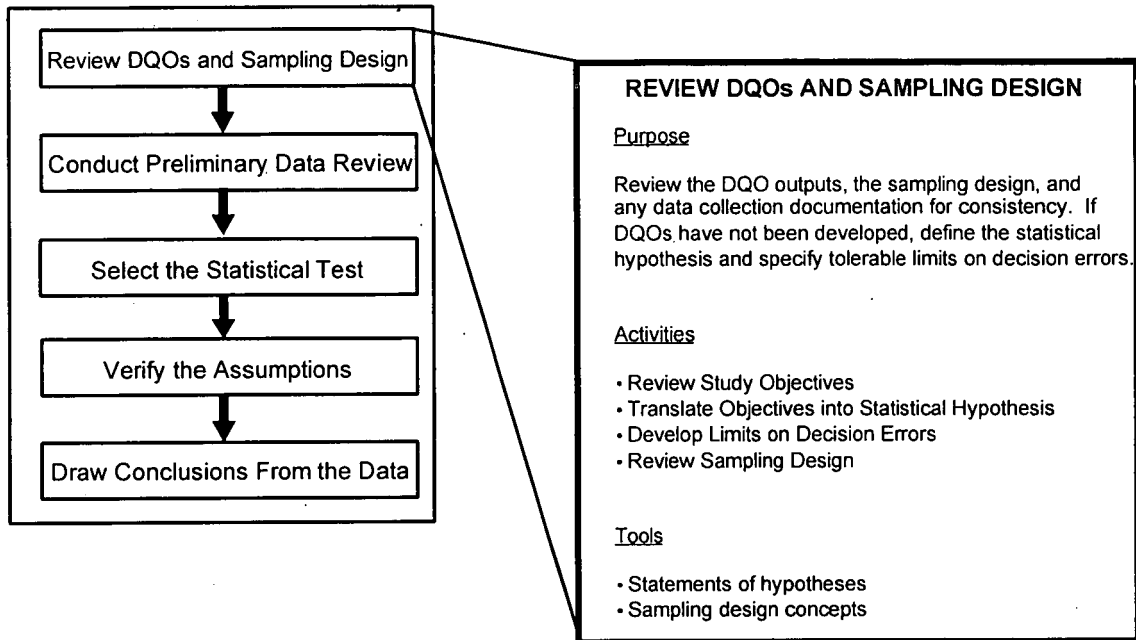 Review DQOs and Sampling Design
Conduct Preliminary Data Review
Select the Statistical Test
Verify the Assumptions
Draw Conclusions From the Data
REVIEW DQOs AND SAMPLING DESIGN
Purpose
Review the DQO outputs, the sampling design, and
any data collection documentation for consistency. If
DQOs have not been developed, define the statistical
hypothesis and specify tolerable limits on decision errors.
Activities
• Review Study Objectives
• Translate Objectives into Statistical Hypothesis
• Develop Limits on Decision Errors
• Review Sampling Design
Tools
• Statements of hypotheses
• Sampling design concepts